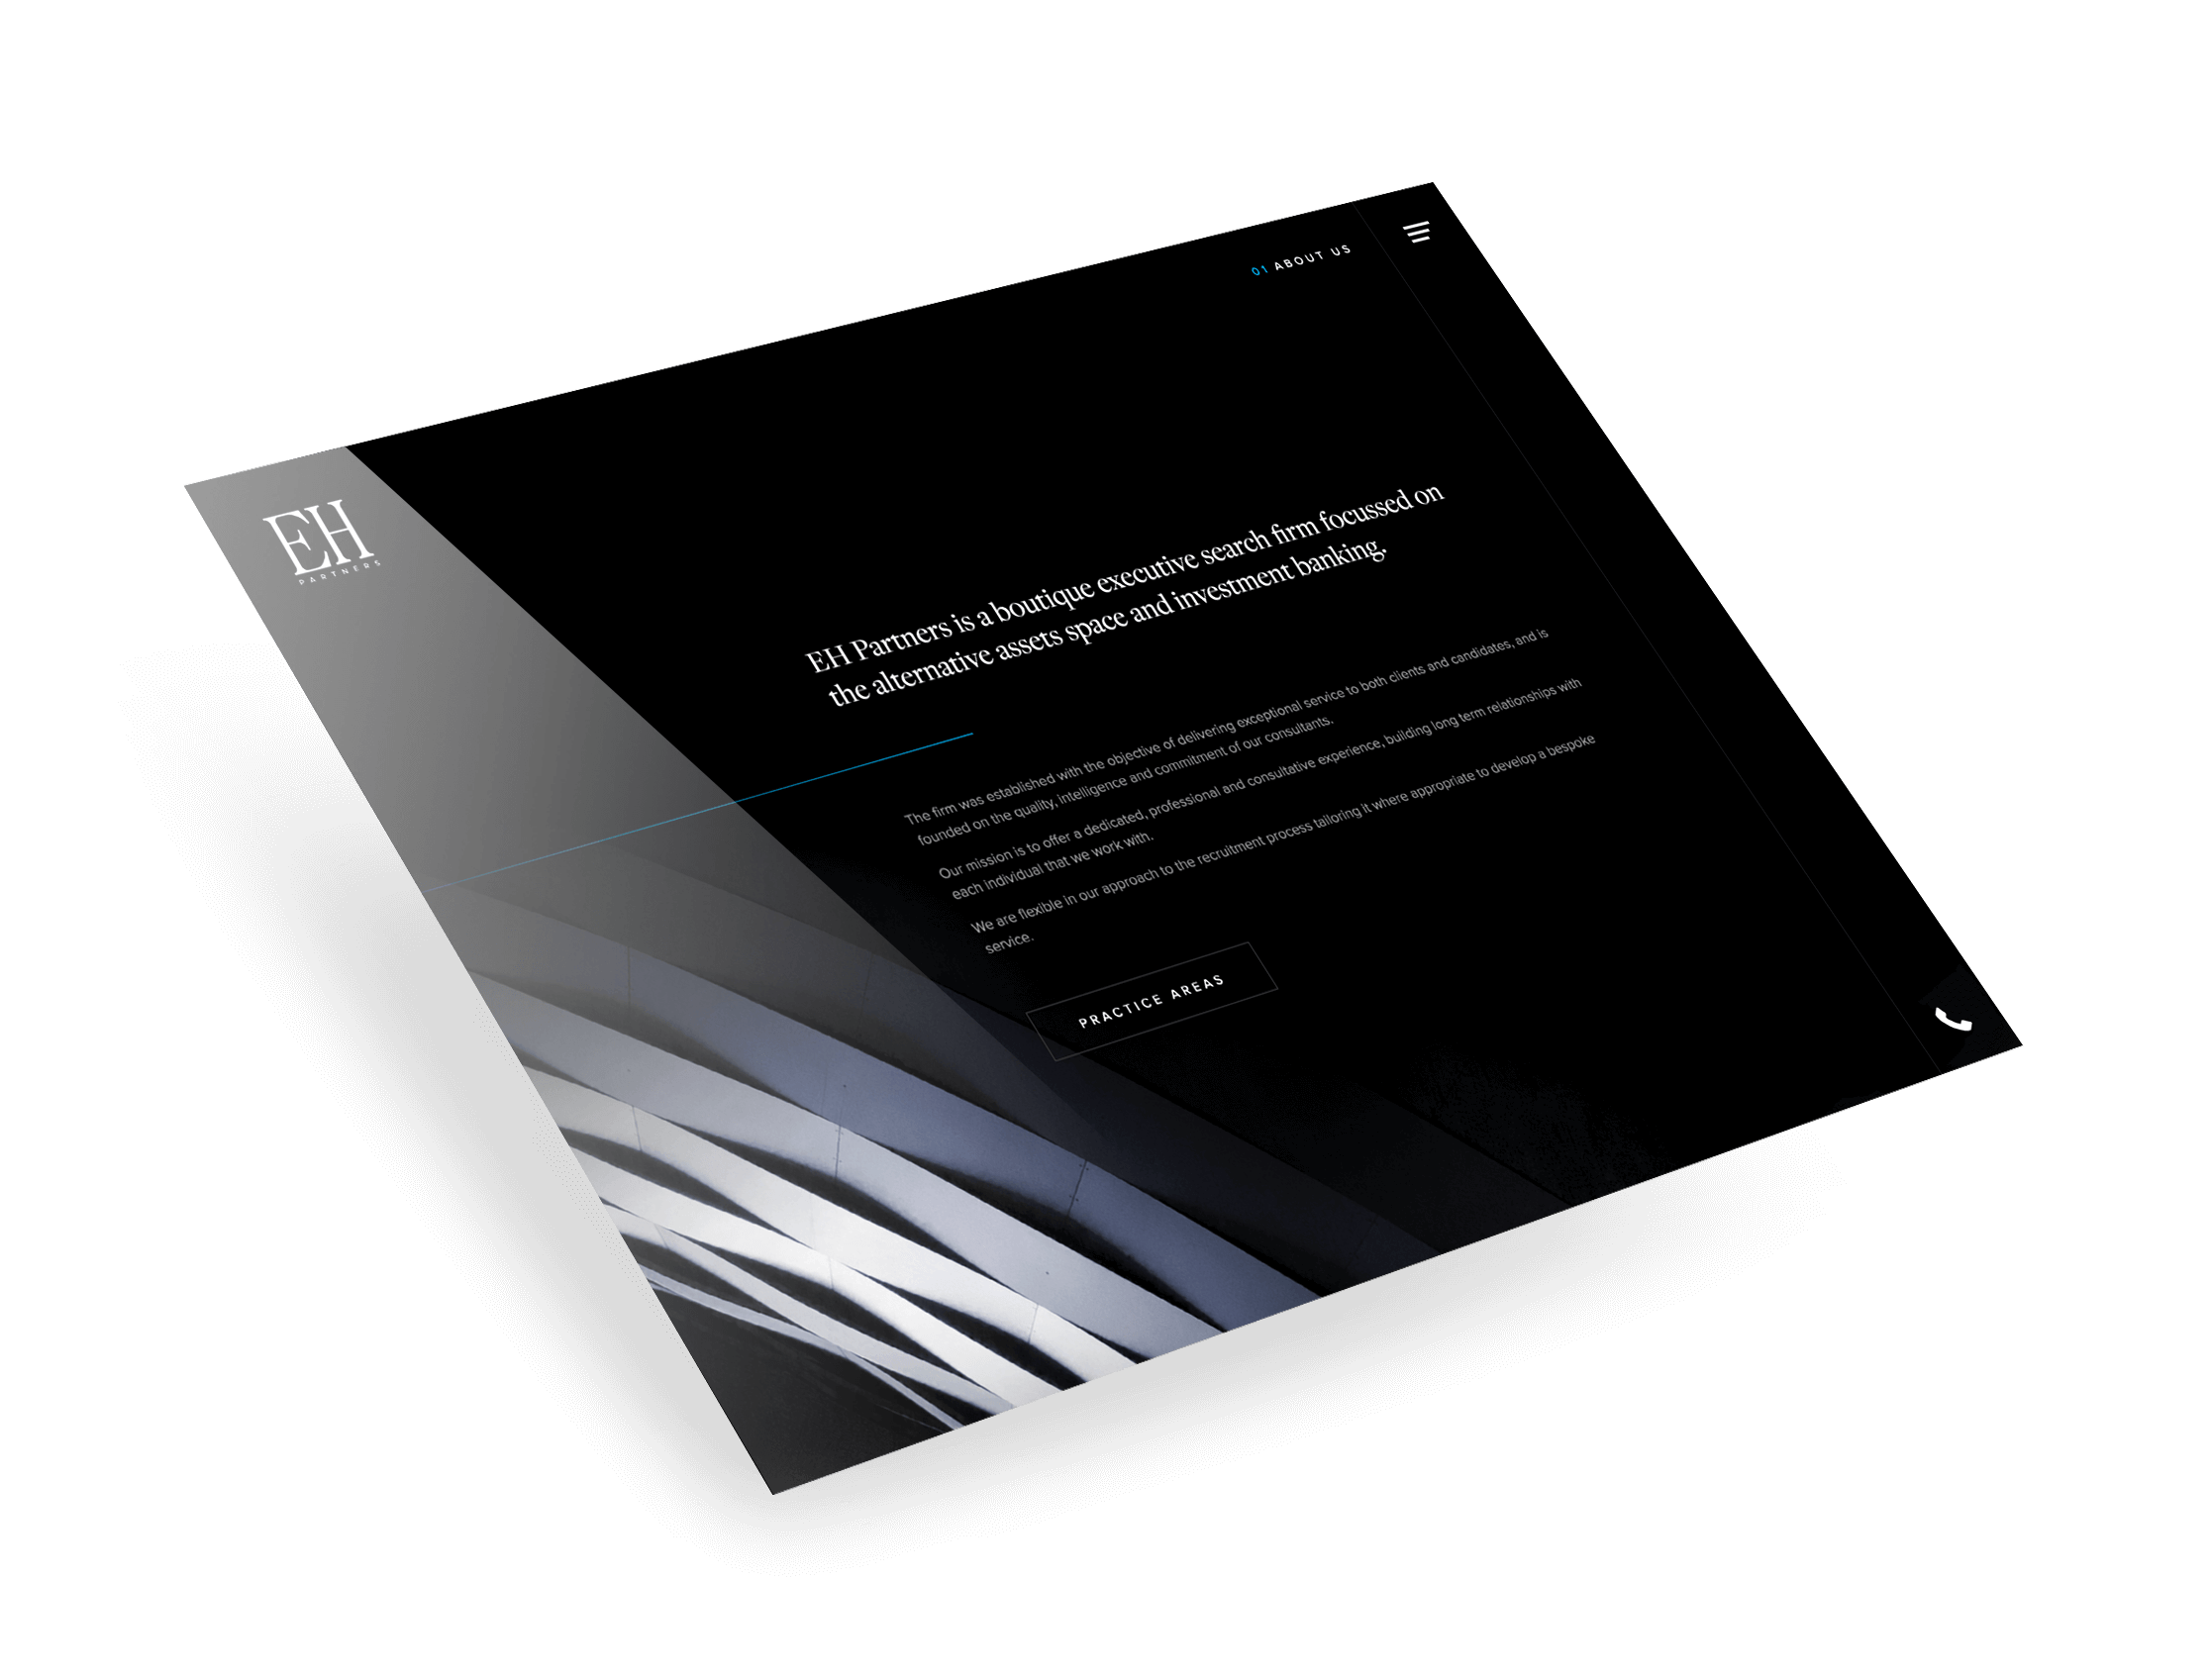 01 ABOUT US
EH
PARTNERS
EH Partners is a boutique executive search firm focussed on
the alternative assets space and investment banking.
The firm was established with the objective of delivering exceptional service to both clients and candidates, and is
founded on the quality, intelligence and commitment of our consultants.
Our mission is to offer a dedicated, professional and consultative experience, building long term relationships with
each individual that we work with.
We are flexible in our approach to the recruitment process tailoring it where appropriate to develop a bespoke
service.
PRACTICE AREAS